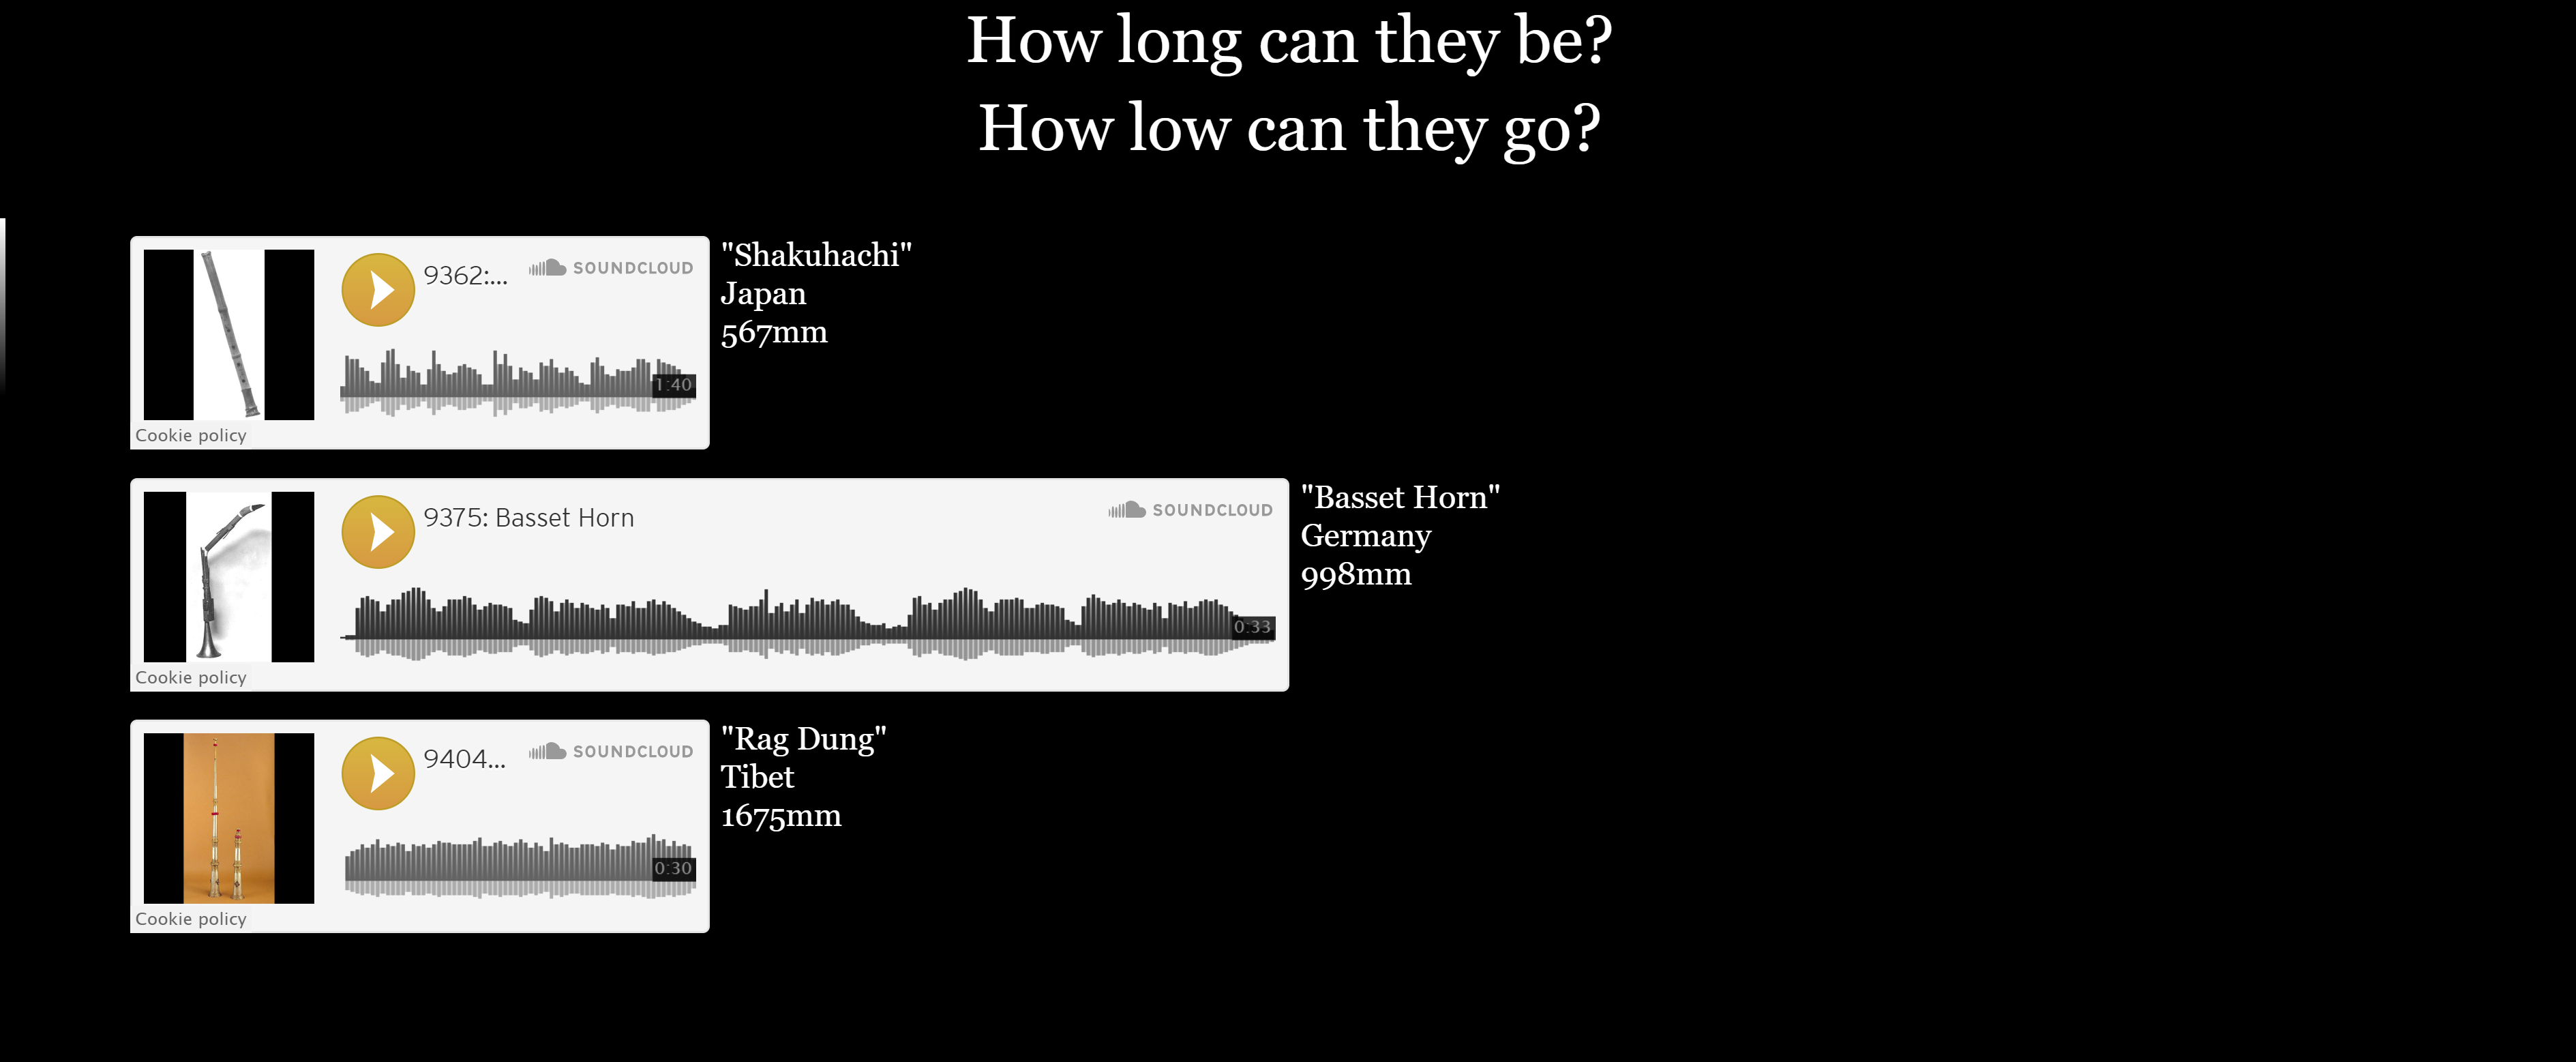 How long can they be?
How low can they go?
9362:...
SOUNDCLOUD
1:40
Cookie policy
"Shakuhachi"
Japan
567mm
9375: Basset Horn
SOUNDCLOUD
0:33
Cookie policy
"Basset Horn"
Germany
998mm
9404...
SOUNDCLOUD
0:30
Cookie policy
"Rag Dung"
Tibet
1675mm